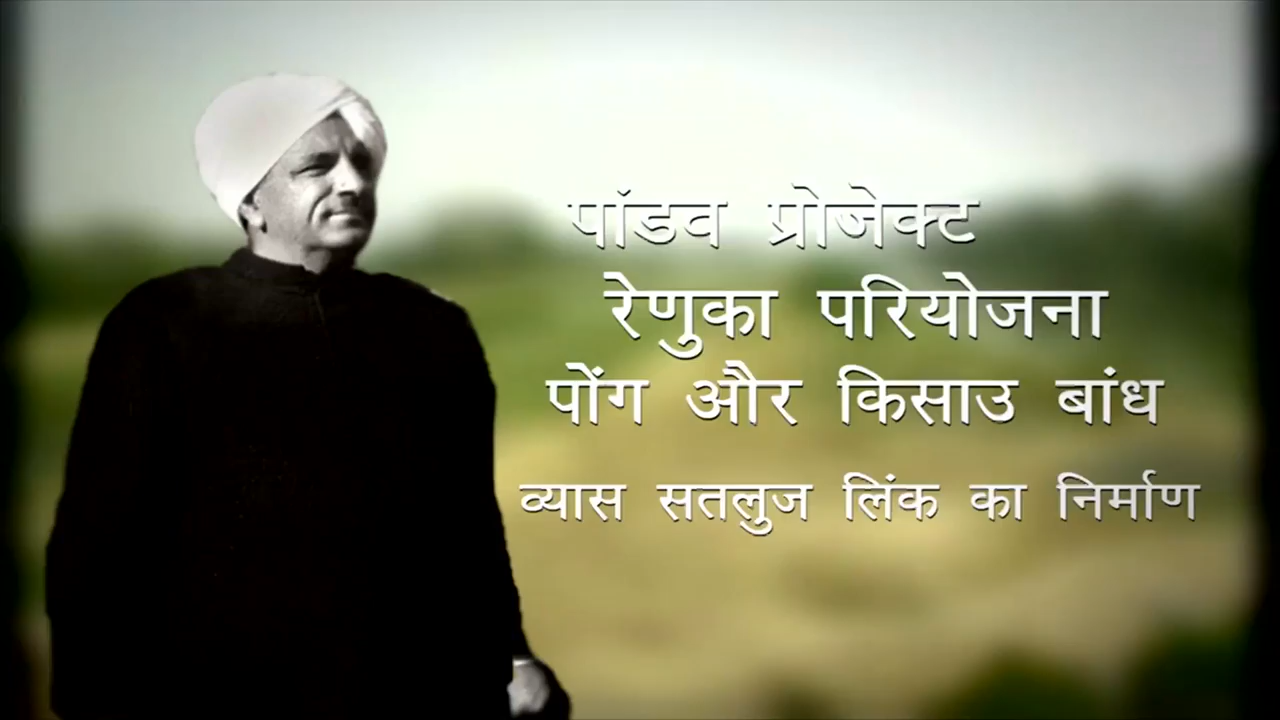 पॉडव प्रोजेक्ट
रेणुका परियोजना
पोंग और किसाउ बांध
व्यास सतलुज लिंक का निर्माण